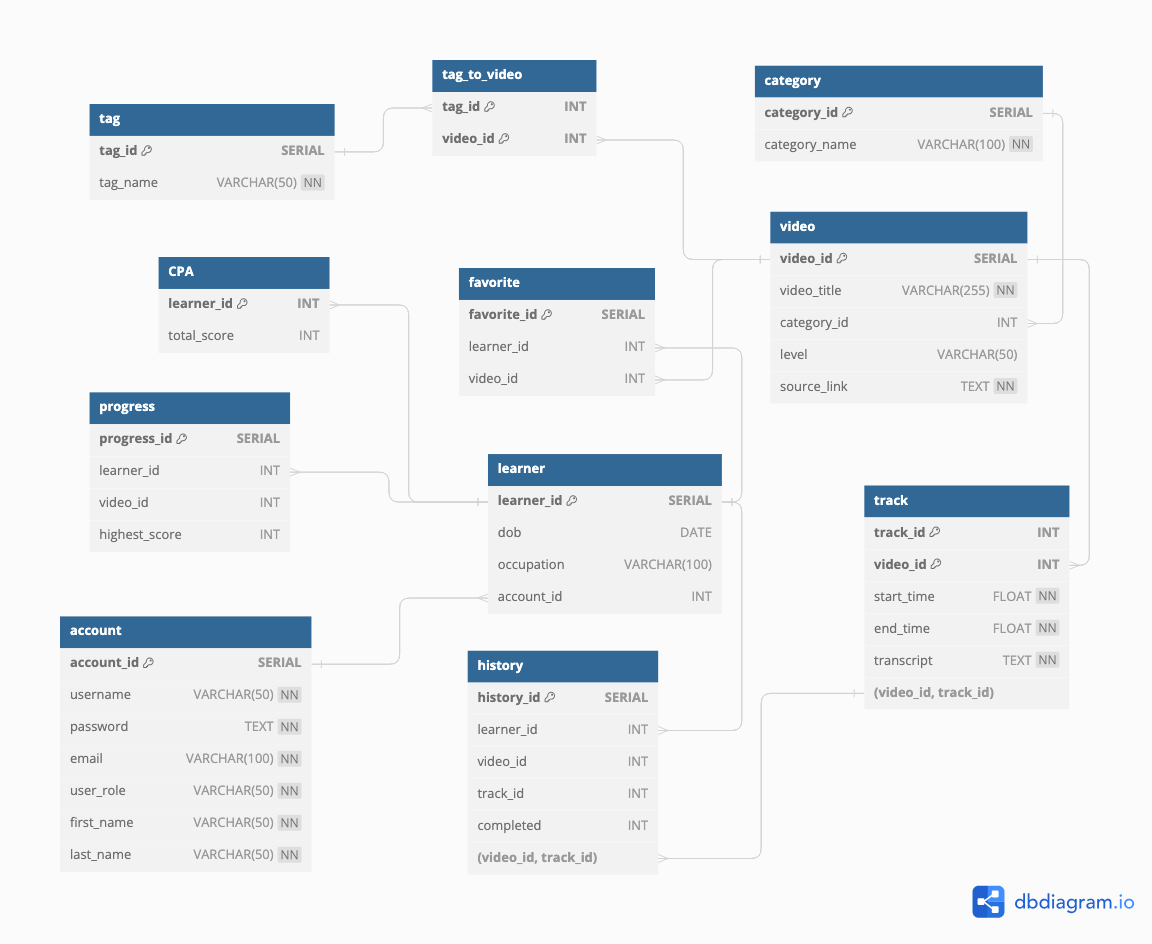 tag_to_video
tag_id INT
video_id INT
category
category_id SERIAL
category_name VARCHAR(100) NN
tag
tag_id SERIAL
tag_name VARCHAR(50) NN
video
video_id SERIAL
video_title VARCHAR(255) NN
category_id INT
level VARCHAR(50)
source_link TEXT NN
CPA
learner_id INT
total_score INT
favorite
favorite_id SERIAL
learner_id INT
video_id INT
progress
progress_id SERIAL
learner_id INT
video_id INT
highest_score INT
learner
learner_id SERIAL
dob DATE
occupation VARCHAR(100)
account_id INT
track
track_id INT
video_id INT
start_time FLOAT NN
end_time FLOAT NN
transcript TEXT NN
(video_id, track_id)
account
account_id SERIAL
username VARCHAR(50) NN
password TEXT NN
email VARCHAR(100) NN
user_role VARCHAR(50) NN
first_name VARCHAR(50) NN
last_name VARCHAR(50) NN
history
history_id SERIAL
learner_id INT
video_id INT
track_id INT
completed INT
(video_id, track_id)
dbdiagram.io